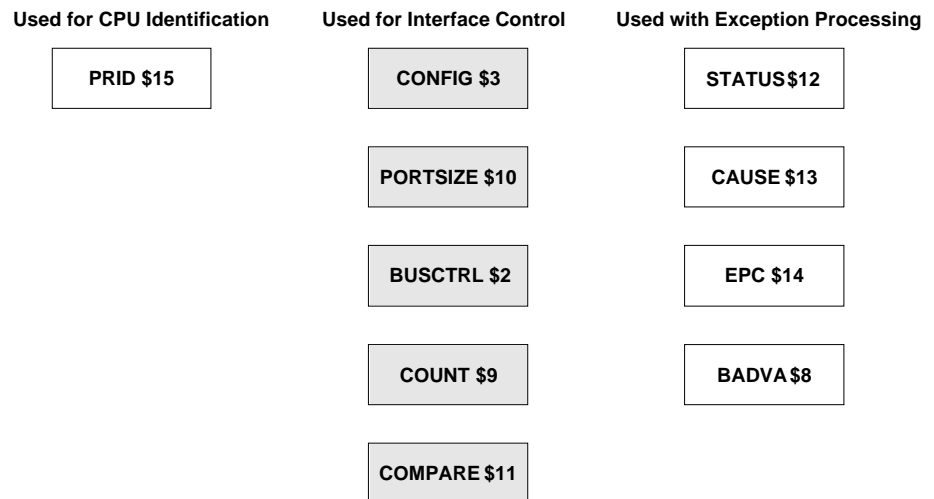 Used for CPU Identification
Used for Interface Control
Used with Exception Processing
PRID $15
CONFIG $3
STATUS $12
PORTSIZE $10
CAUSE $13
BUSCTRL $2
EPC $14
COUNT $9
BADVA $8
COMPARE $11